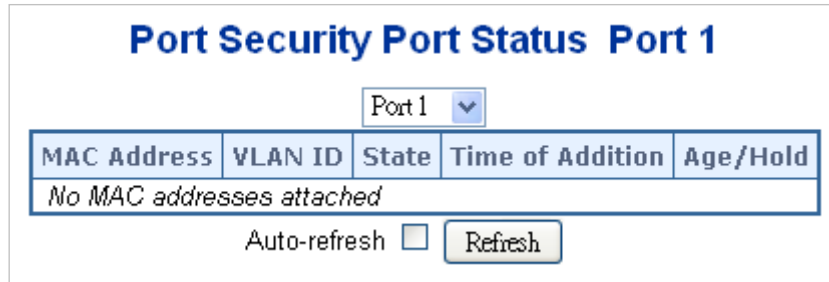 Port Security Port Status Port 1
Port 1
MAC Address VLAN ID State Time of Addition Age/Hold
No MAC addresses attached
Auto-refresh Refresh